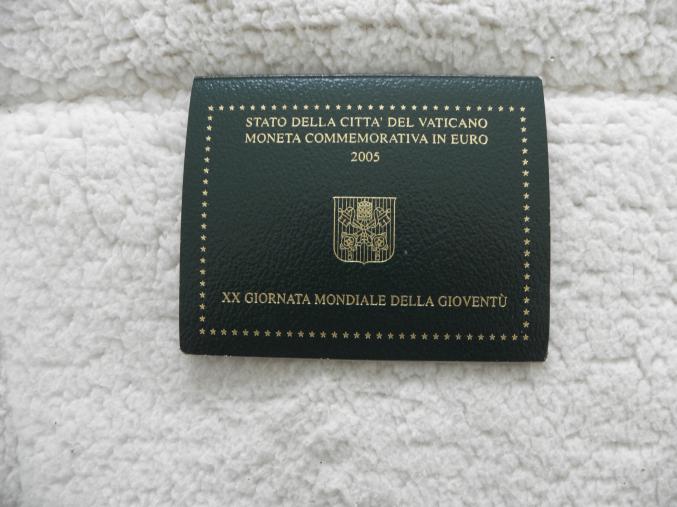 STATO DELLA CITTA' DEL VATICANO
MONETA COMMEMORATIVA IN EURO
2005
XX GIORNATA MONDIALE DELLA GIOVENTÙ